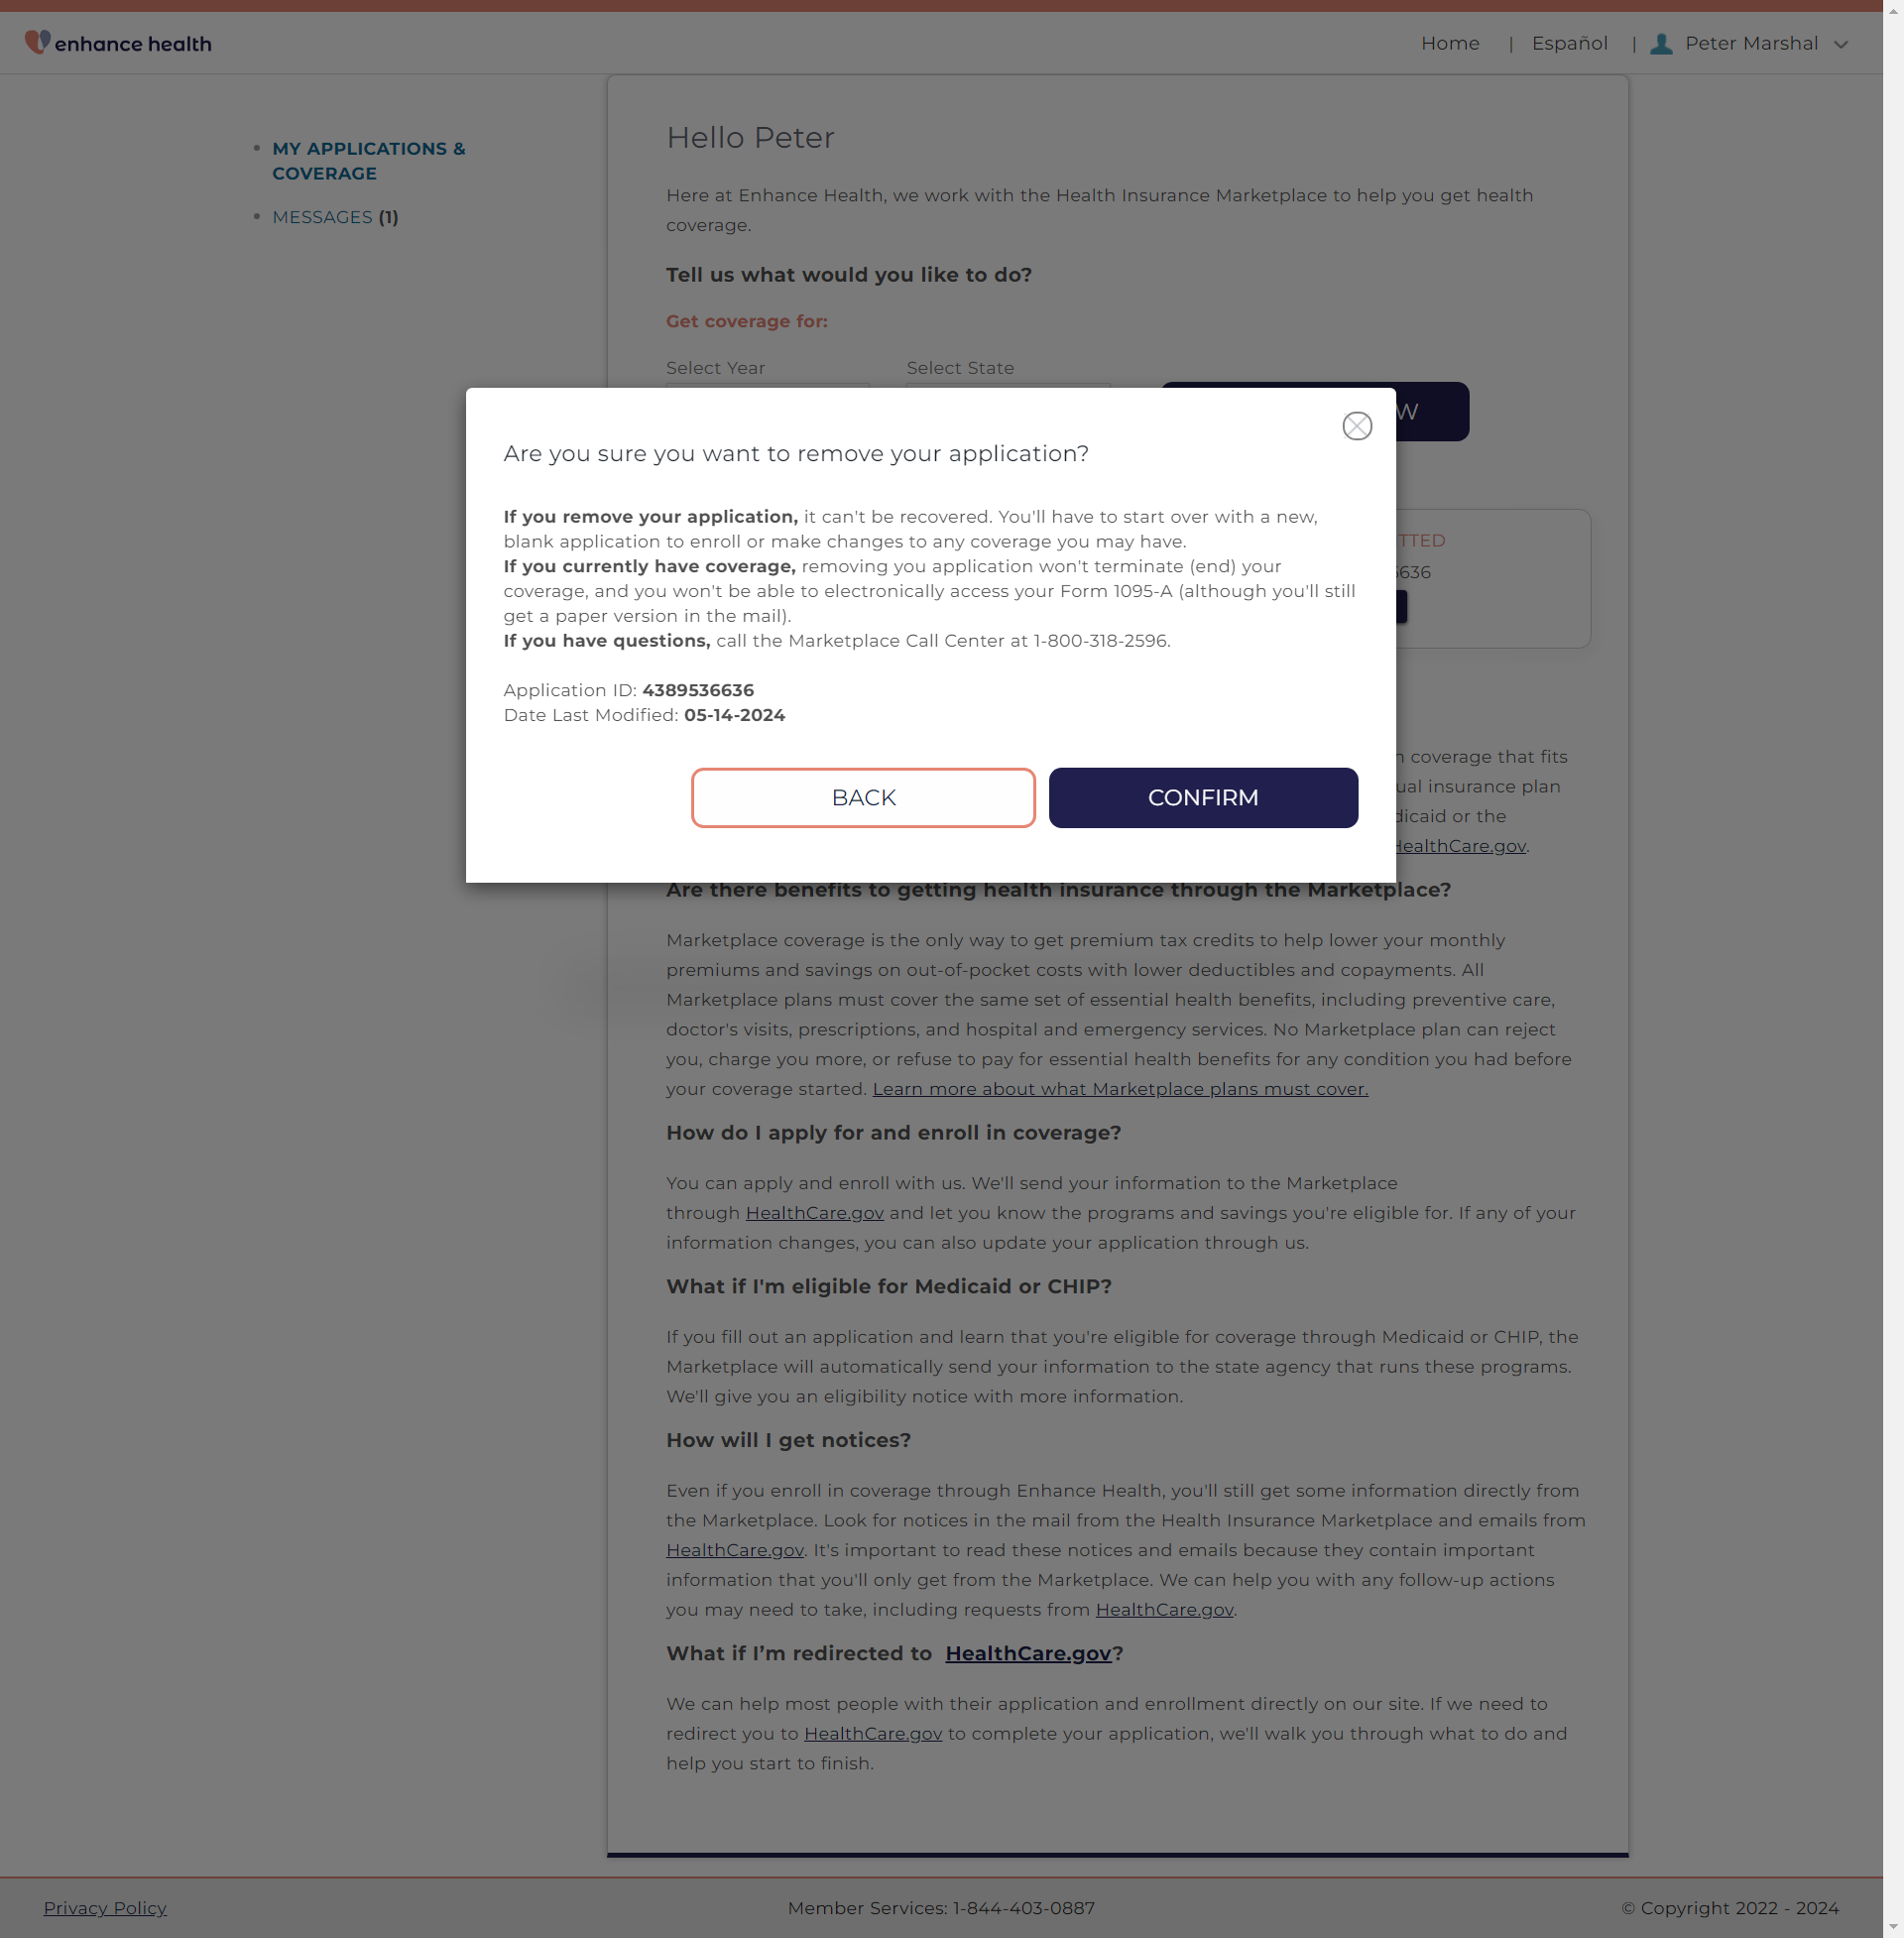 enhance health
Home | Español | Peter Marshal
MY APPLICATIONS &
COVERAGE
MESSAGES (1)
Hello Peter
Here at Enhance Health, we work with the Health Insurance Marketplace to help you get health
coverage.
Tell us what would you like to do?
Get coverage for:
Select Year
Select State
W
Are you sure you want to remove your application?
If you remove your application, it can't be recovered. You'll have to start over with a new,
blank application to enroll or make changes to any coverage you may have.
If you currently have coverage, removing you application won't terminate (end) your
coverage, and you won't be able to electronically access your Form 1095-A (although you'll still
get a paper version in the mail).
If you have questions, call the Marketplace Call Center at 1-800-318-2596.
Application ID: 4389536636
Date Last Modified: 05-14-2024
BACK
CONFIRM
TTED
636
coverage that fits
ual insurance plan
dicaid or the
HealthCare.gov.
Are there benefits to getting health insurance through the Marketplace?
Marketplace coverage is the only way to get premium tax credits to help lower your monthly
premiums and savings on out-of-pocket costs with lower deductibles and copayments. All
Marketplace plans must cover the same set of essential health benefits, including preventive care,
doctor's visits, prescriptions, and hospital and emergency services. No Marketplace plan can reject
you, charge you more, or refuse to pay for essential health benefits for any condition you had before
your coverage started. Learn more about what Marketplace plans must cover.
How do I apply for and enroll in coverage?
You can apply and enroll with us. We'll send your information to the Marketplace
through HealthCare.gov and let you know the programs and savings you're eligible for. If any of your
information changes, you can also update your application through us.
What if I'm eligible for Medicaid or CHIP?
If you fill out an application and learn that you're eligible for coverage through Medicaid or CHIP, the
Marketplace will automatically send your information to the state agency that runs these programs.
We'll give you an eligibility notice with more information.
How will I get notices?
Even if you enroll in coverage through Enhance Health, you'll still get some information directly from
the Marketplace. Look for notices in the mail from the Health Insurance Marketplace and emails from
HealthCare.gov. It's important to read these notices and emails because they contain important
information that you'll only get from the Marketplace. We can help you with any follow-up actions
you may need to take, including requests from HealthCare.gov.
What if I’m redirected to HealthCare.gov?
We can help most people with their application and enrollment directly on our site. If we need to
redirect you to HealthCare.gov to complete your application, we'll walk you through what to do and
help you start to finish.
Privacy Policy
Member Services: 1-844-403-0887
© Copyright 2022 - 2024